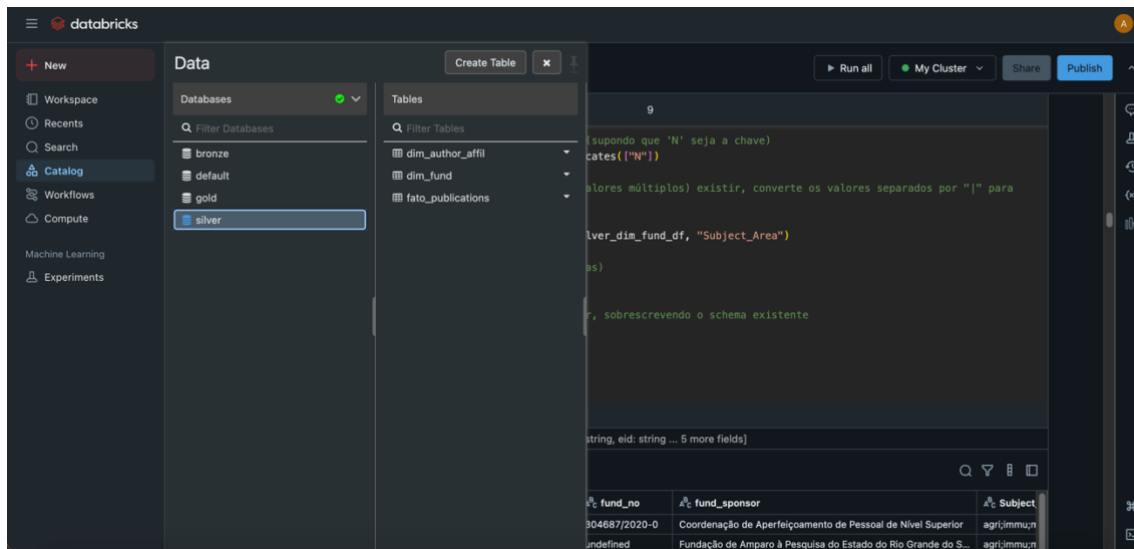 databricks
A
New
Workspace
Recents
Search
Catalog
Workflows
Compute
Machine Learning
Experiments
Data
Create Table
Databases
Filter Databases
bronze
default
gold
silver
Tables
Filter Tables
dim_author_affil
dim_fund
fato_publications
Run all
My Cluster
Share
Publish
9
(supondo que 'N' seja a chave)
cates(["N"])
alores múltiplos) existir, converte os valores separados por "|" para
lver_dim_fund_df, "Subject_Area")
as)
r, sobrescrevendo o schema existente
string, eid: string ... 5 more fields]
fund_no fund_sponsor Subject
304687/2020-0 Coordenação de Aperfeiçoamento de Pessoal de Nível Superior agri;immu;m
undefined Fundação de Amparo à Pesquisa do Estado do Rio Grande do S... agri;immu;m